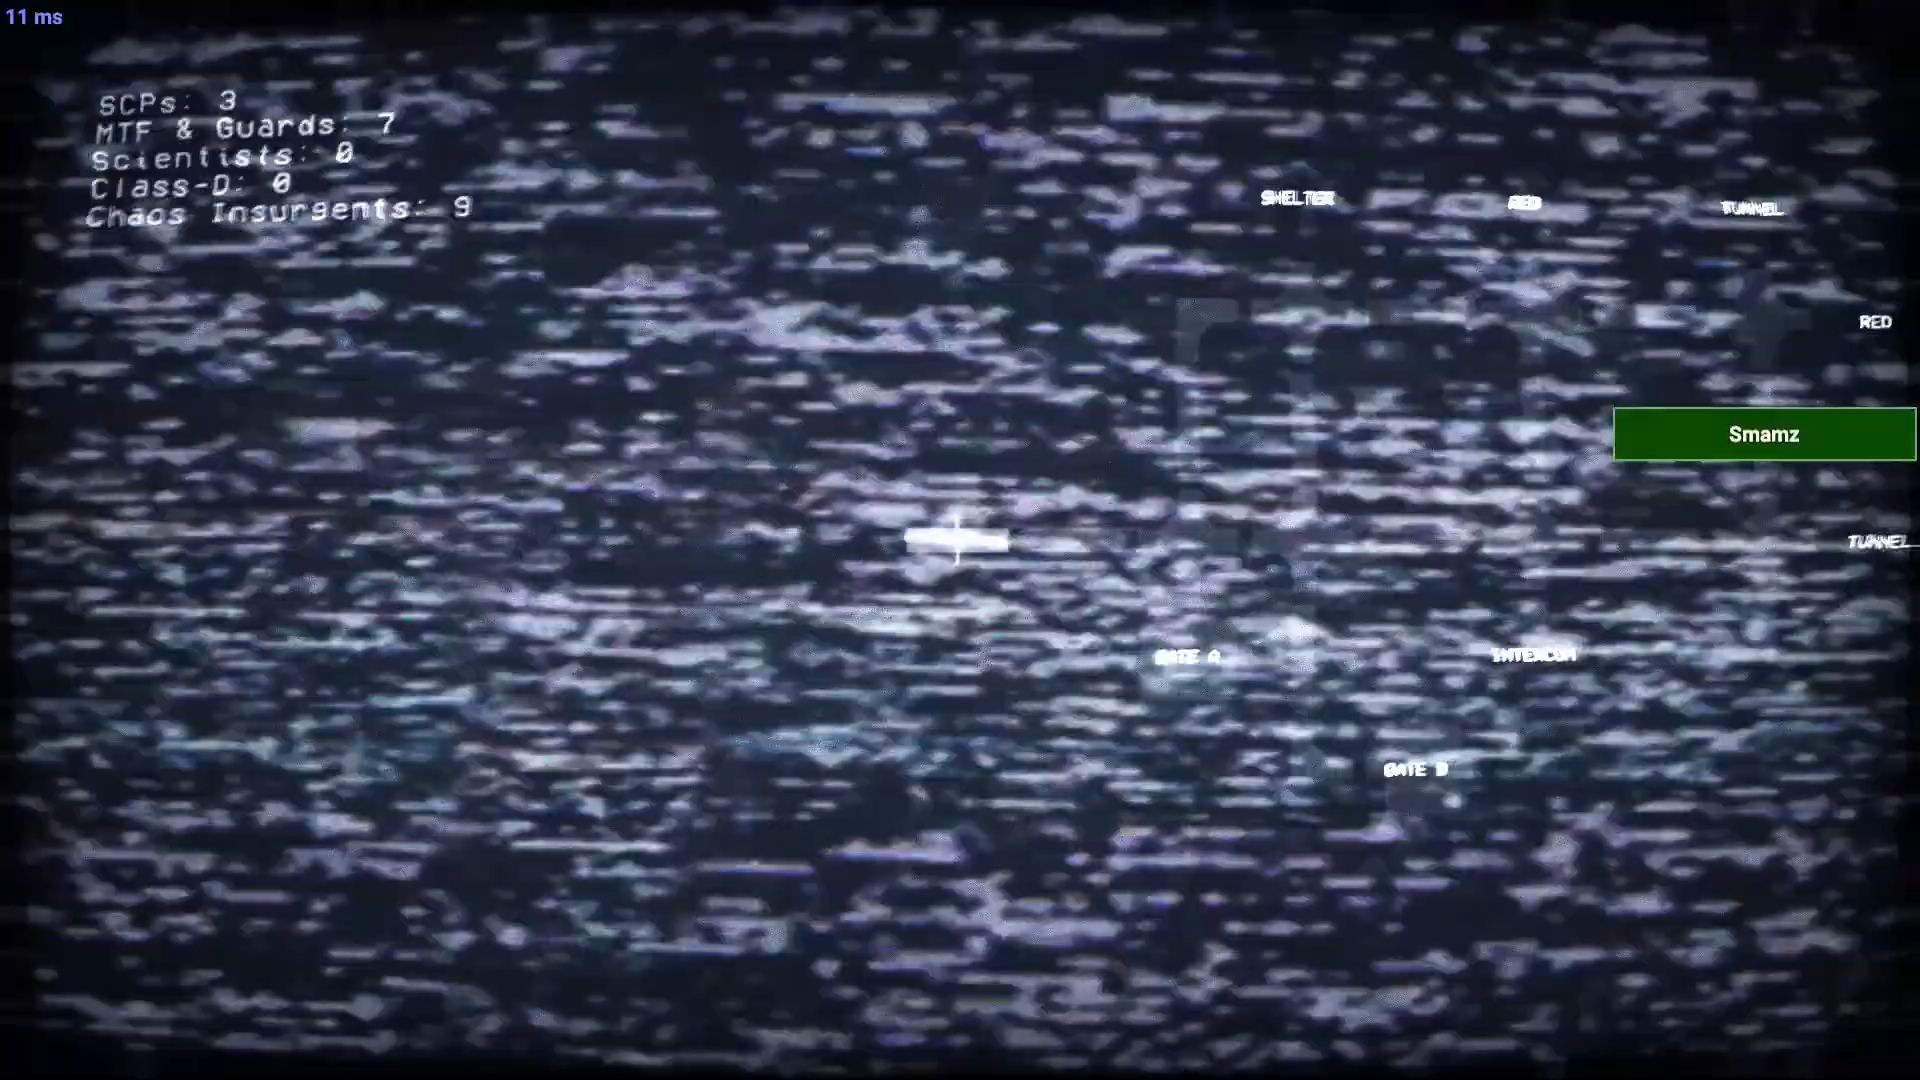 11 ms
SCPs: 3
MTF & Guards: 7
Scientists: 0
Class-D: 0
Chaos Insurgents: 9
SHELTER
RED
TUNNEL
RED
Smamz
TUNNEL
GATE A
INTERCOM
GATE B